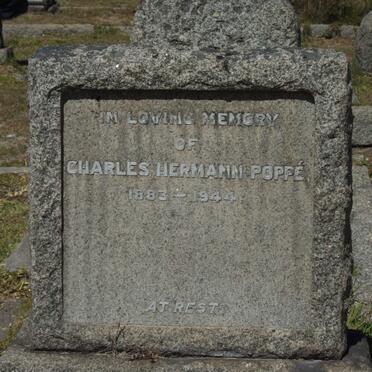 IN LOVING MEMORY
OF
CHARLES HERMANN POPPÉ
1883 — 1944
AT REST.